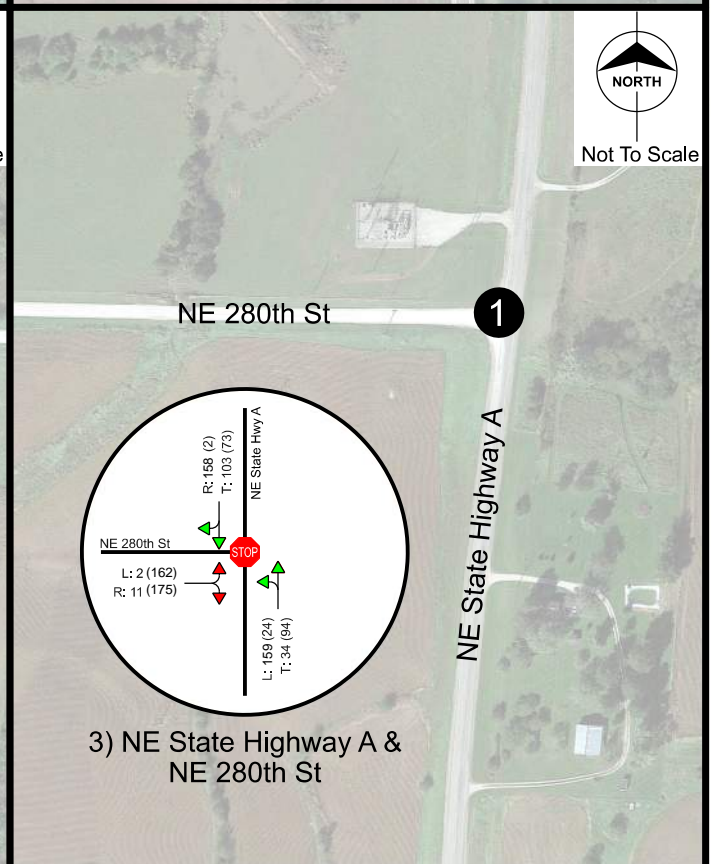 NORTH
Not To Scale
e
NE 280th St
1
NE State Highway A
R: 158 (2)
T: 103 (73)
NE State Hwy A
NE 280th St
STOP
L: 2 (162)
R: 11 (175)
L: 159 (24)
T: 34 (94)
3) NE State Highway A &
NE 280th St